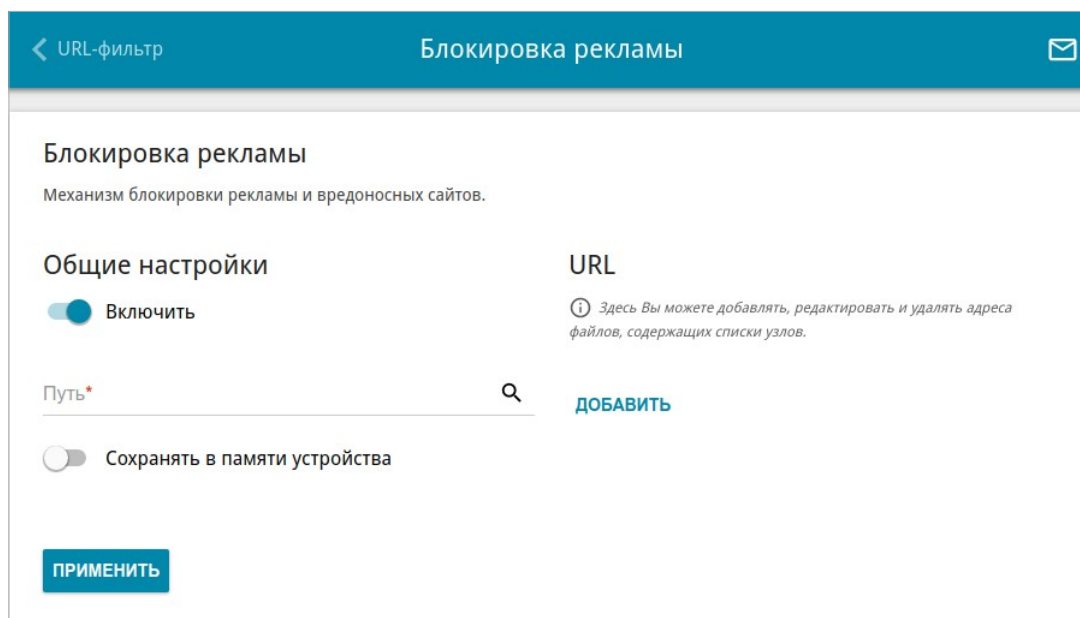 URL-фильтр
Блокировка рекламы
Блокировка рекламы
Механизм блокировки рекламы и вредоносных сайтов.
Общие настройки
Включить
Путь*
Сохранять в памяти устройства
ПРИМЕНИТЬ
URL
Здесь Вы можете добавлять, редактировать и удалять адреса
файлов, содержащих списки узлов.
ДОБАВИТЬ